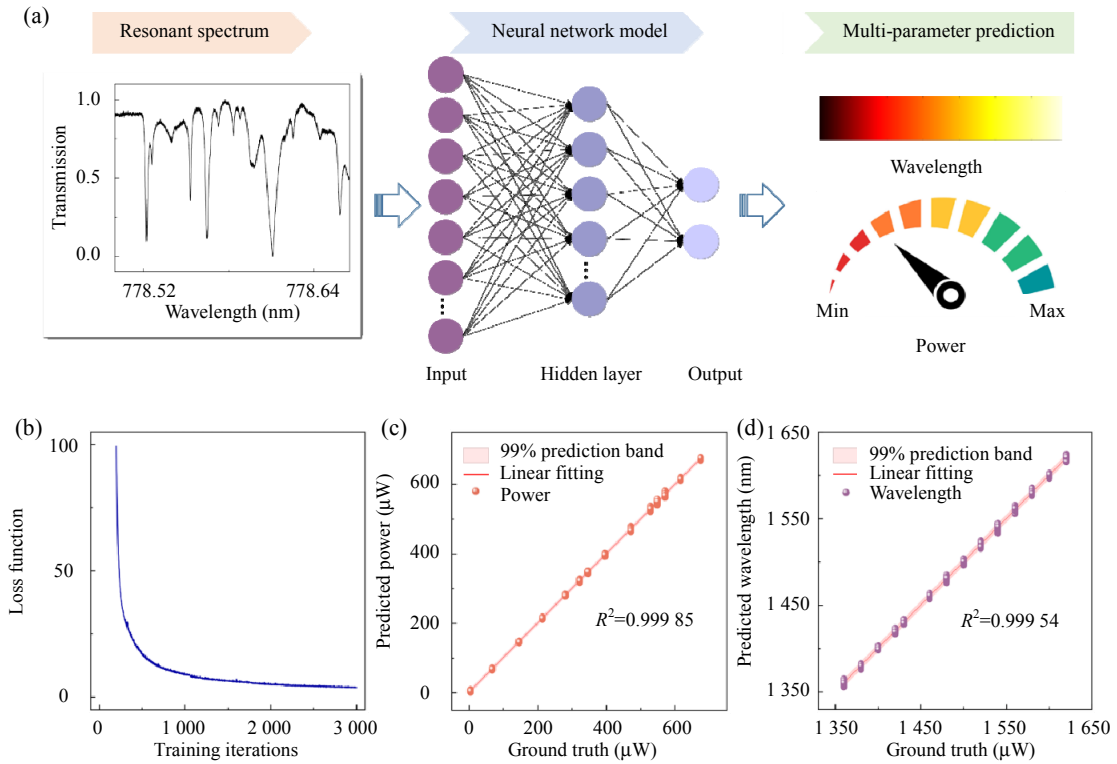 (a)
Resonant spectrum
Neural network model
Multi-parameter prediction
1.0
0.5
0.0
Transmission
778.52
778.64
Wavelength (nm)
Input
Hidden layer
Output
Wavelength
Min
Max
Power
(b)
100
50
0
Loss function
0
1 000
2 000
3 000
Training iterations
(c)
99% prediction band
Linear fitting
Power
600
400
200
0
Predicted power (μW)
R²=0.999 85
0
200
400
600
Ground truth (μW)
(d)
1 650
1 550
1 450
1 350
Predicted wavelength (nm)
99% prediction band
Linear fitting
Wavelength
R²=0.999 54
1 350
1 450
1 550
1 650
Ground truth (μW)